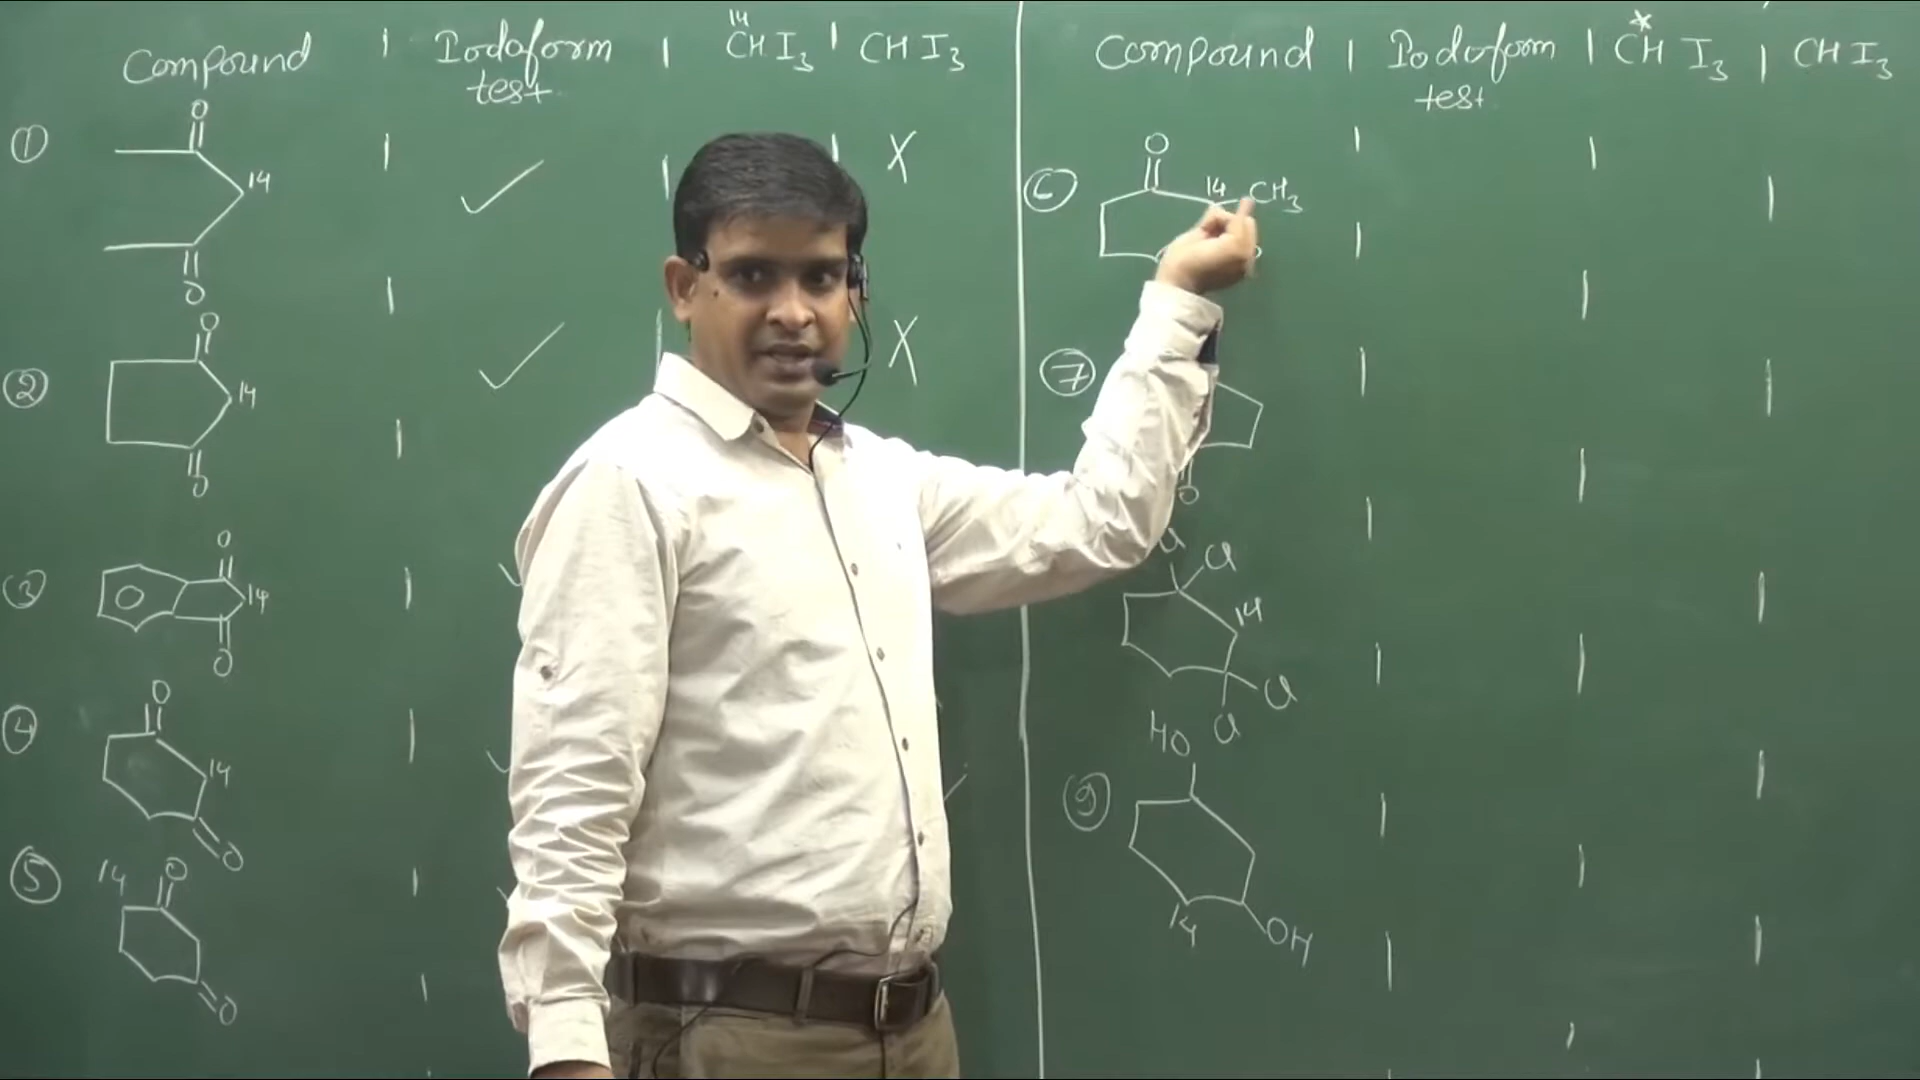 Compound | Iodoform test | 14CHI3 | CHI3
① O 14 O ✓ X
② O 14 O ✓ X
③ O O 14 O
④ O 14 O
⑤ 14 O O
Compound | Iodoform test | *CHI3 | CHI3
⑥ O 14 CH3
⑦ O
Cl Cl 14 Cl Cl
⑨ HO 14 OH